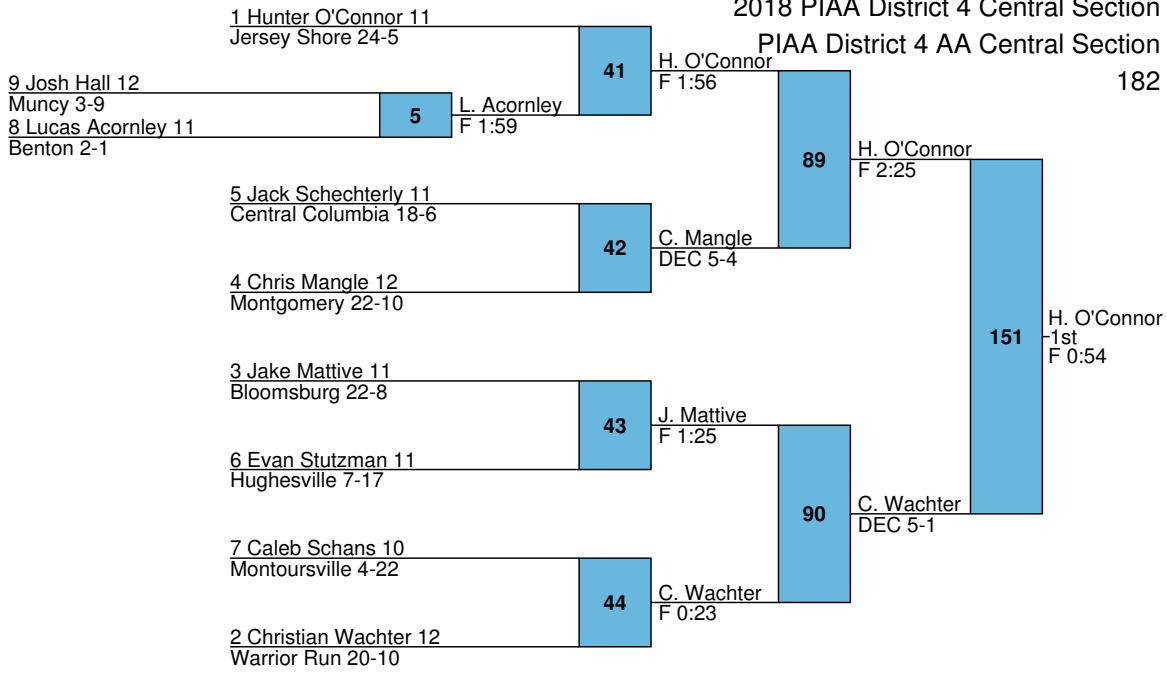 2018 PIAA District 4 Central Section
PIAA District 4 AA Central Section
182
1 Hunter O'Connor 11
Jersey Shore 24-5
9 Josh Hall 12
Muncy 3-9
8 Lucas Acornley 11
Benton 2-1
5
L. Acornley
F 1:59
41
H. O'Connor
F 1:56
5 Jack Schechterly 11
Central Columbia 18-6
4 Chris Mangle 12
Montgomery 22-10
42
C. Mangle
DEC 5-4
89
H. O'Connor
F 2:25
3 Jake Mattive 11
Bloomsburg 22-8
6 Evan Stutzman 11
Hughesville 7-17
43
J. Mattive
F 1:25
7 Caleb Schans 10
Montoursville 4-22
2 Christian Wachter 12
Warrior Run 20-10
44
C. Wachter
F 0:23
90
C. Wachter
DEC 5-1
151
H. O'Connor
1st
F 0:54